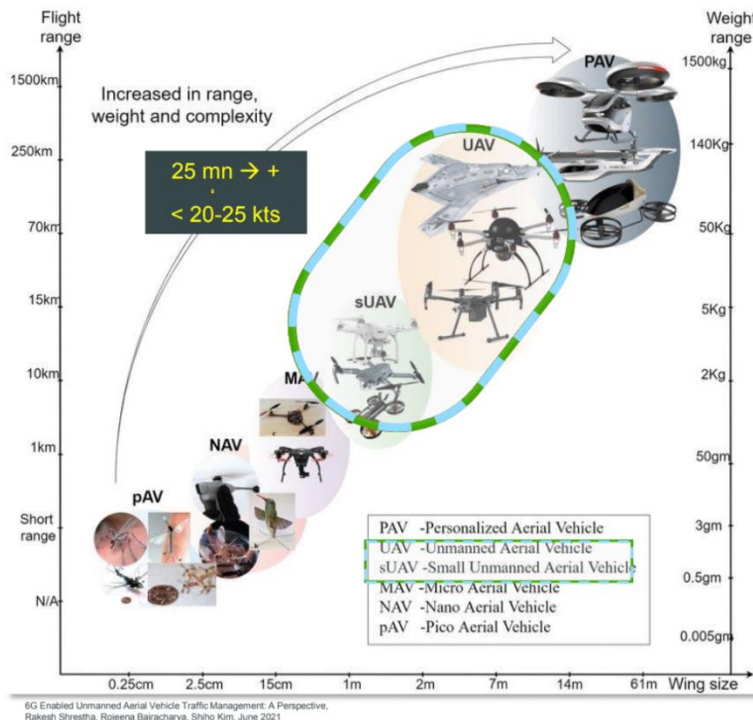 Flight
range
Weight
range
1500km
250km
70km
15km
10km
1km
Short
range
N/A
Increased in range,
weight and complexity
25 mn → +
< 20-25 kts
PAV
UAV
sUAV
MAV
NAV
pAV
1500kg
140Kg
50Kg
5Kg
2Kg
50gm
3gm
0.5gm
0.005gm
PAV -Personalized Aerial Vehicle
UAV -Unmanned Aerial Vehicle
sUAV -Small Unmanned Aerial Vehicle
MAV -Micro Aerial Vehicle
NAV -Nano Aerial Vehicle
pAV -Pico Aerial Vehicle
0.25cm 2.5cm 15cm 1m 2m 7m 14m 61m Wing size
6G Enabled Unmanned Aerial Vehicle Traffic Management: A Perspective,
Rakesh Shrestha, Rojeena Bajracharya, Shiho Kim, June 2021